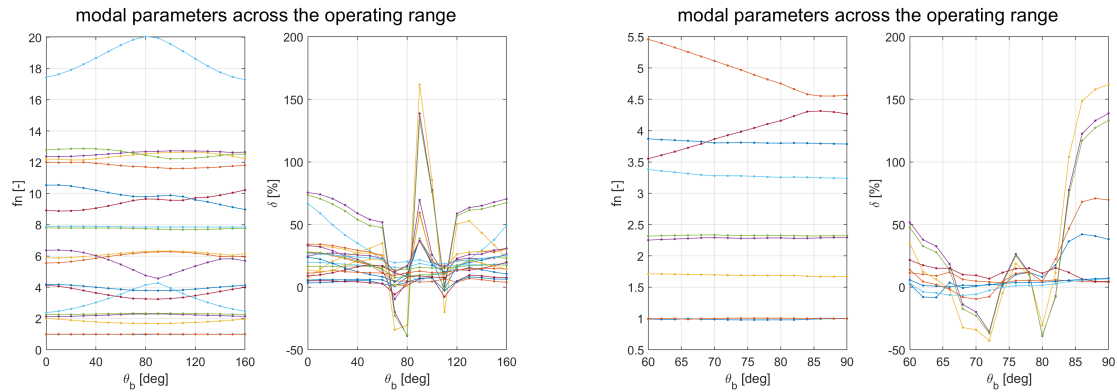 modal parameters across the operating range
20
18
16
14
12
10
8
6
4
2
0
fn [-]
0 40 80 120 160
θb [deg]
200
150
100
50
0
-50
δ [%]
0 40 80 120 160
θb [deg]
modal parameters across the operating range
5.5
5
4.5
4
3.5
3
2.5
2
1.5
1
0.5
fn [-]
60 65 70 75 80 85 90
θb [deg]
200
150
100
50
0
-50
δ [%]
60 65 70 75 80 85 90
θb [deg]